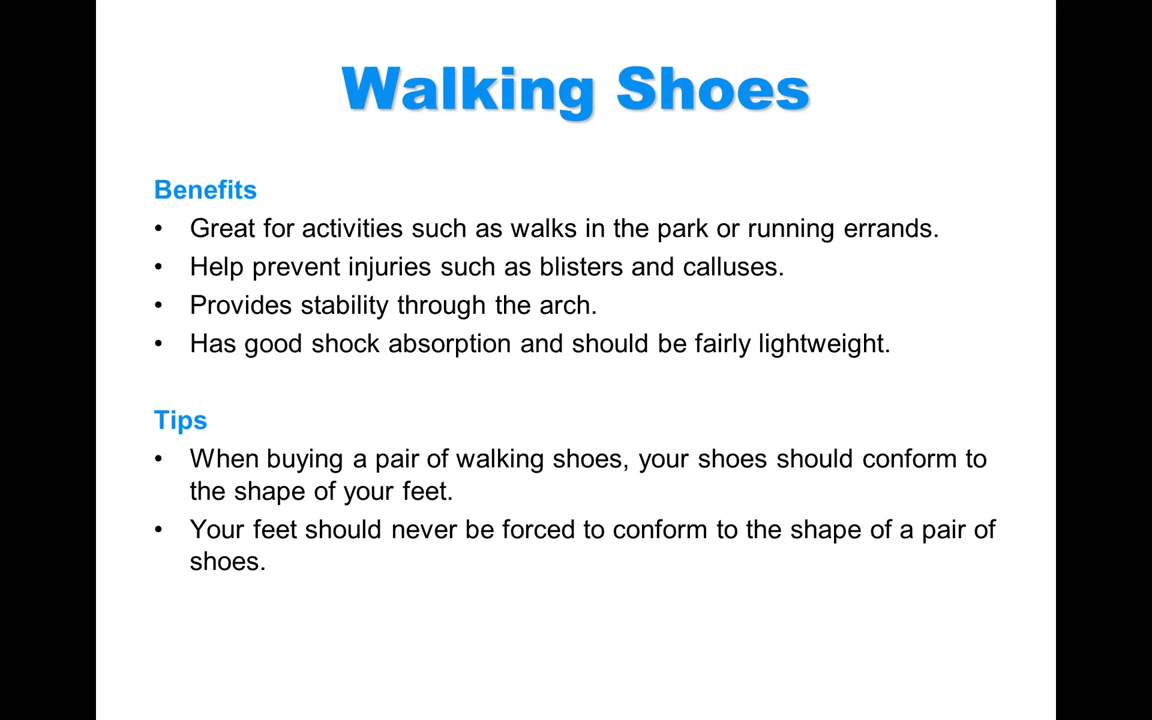 Walking Shoes
Benefits
• Great for activities such as walks in the park or running errands.
• Help prevent injuries such as blisters and calluses.
• Provides stability through the arch.
• Has good shock absorption and should be fairly lightweight.
Tips
• When buying a pair of walking shoes, your shoes should conform to
the shape of your feet.
• Your feet should never be forced to conform to the shape of a pair of
shoes.